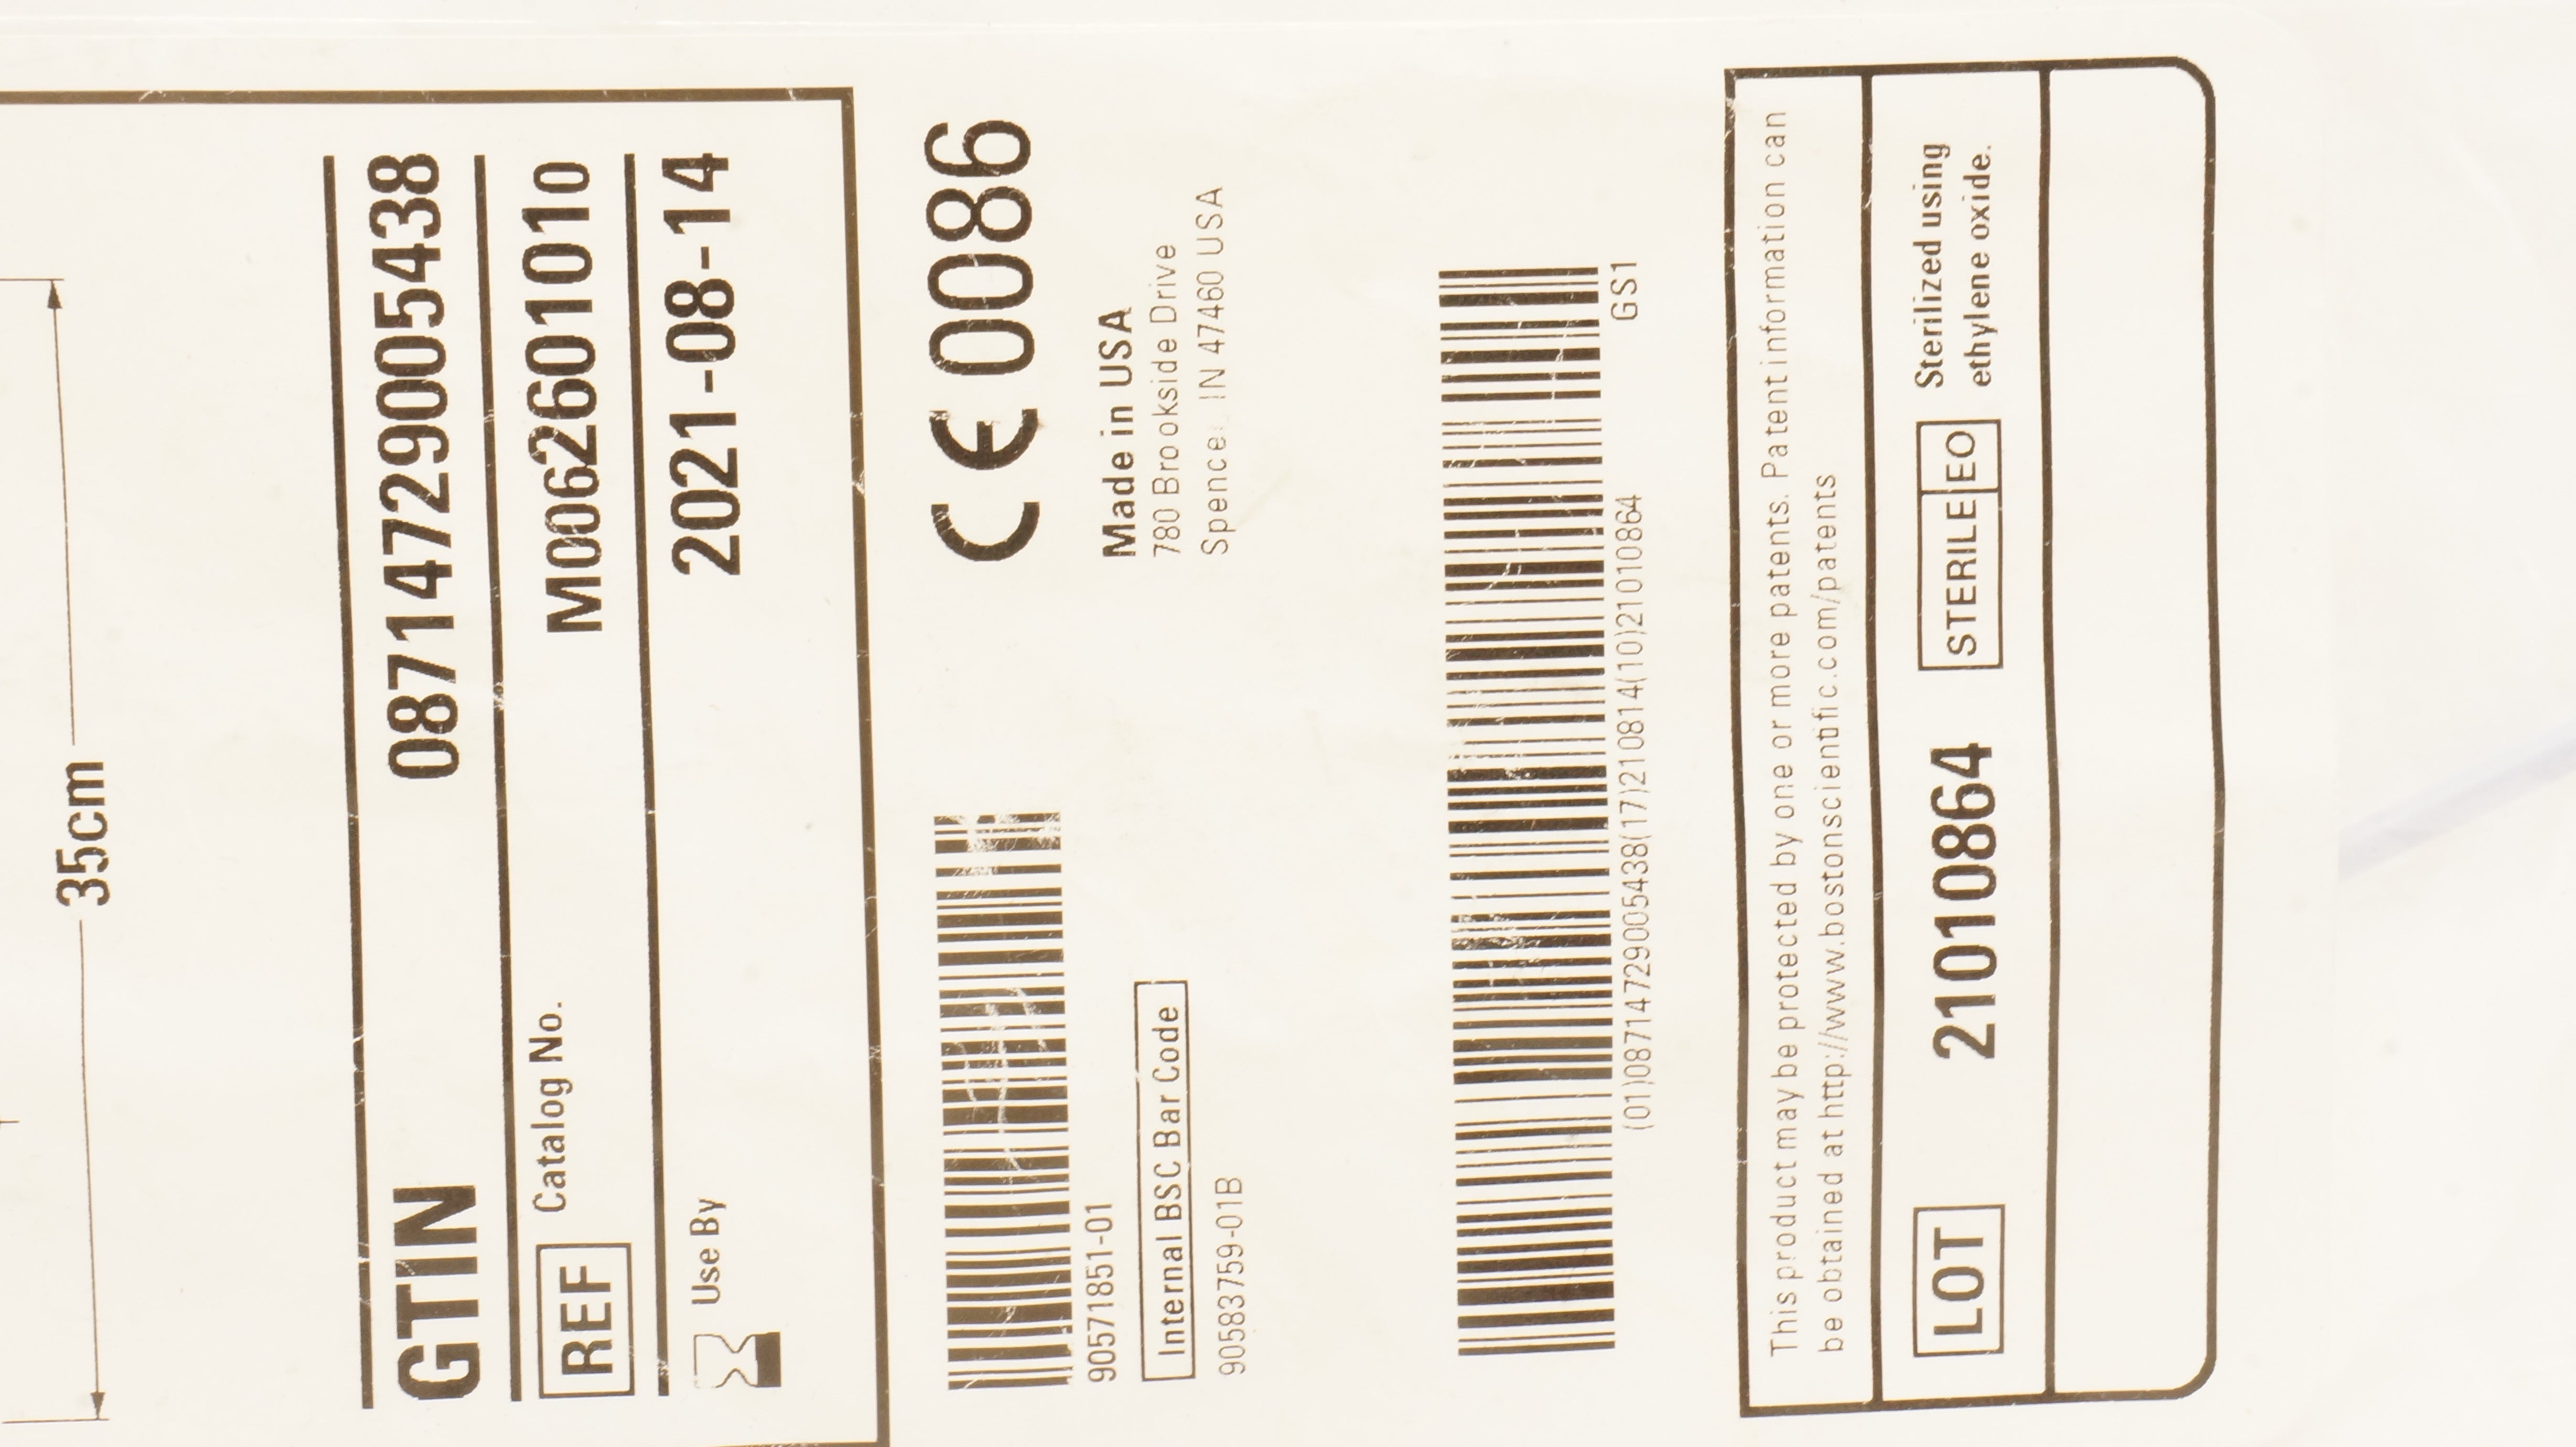 35cm
GTIN 08714729005438
REF Catalog No. M0062601010
Use By 2021-08-14
CE 0086
90571851-01
Made in USA
780 Brookside Drive
Internal BSC Bar Code
Spencer, IN 47460 USA
90583759-01B
GS1
(01)08714729005438(17)210814(10)21010864
This product may be protected by one or more patents. Patent information can
be obtained at http://www.bostonscientific.com/patents
LOT 21010864 STERILE EO Sterilized using
ethylene oxide.